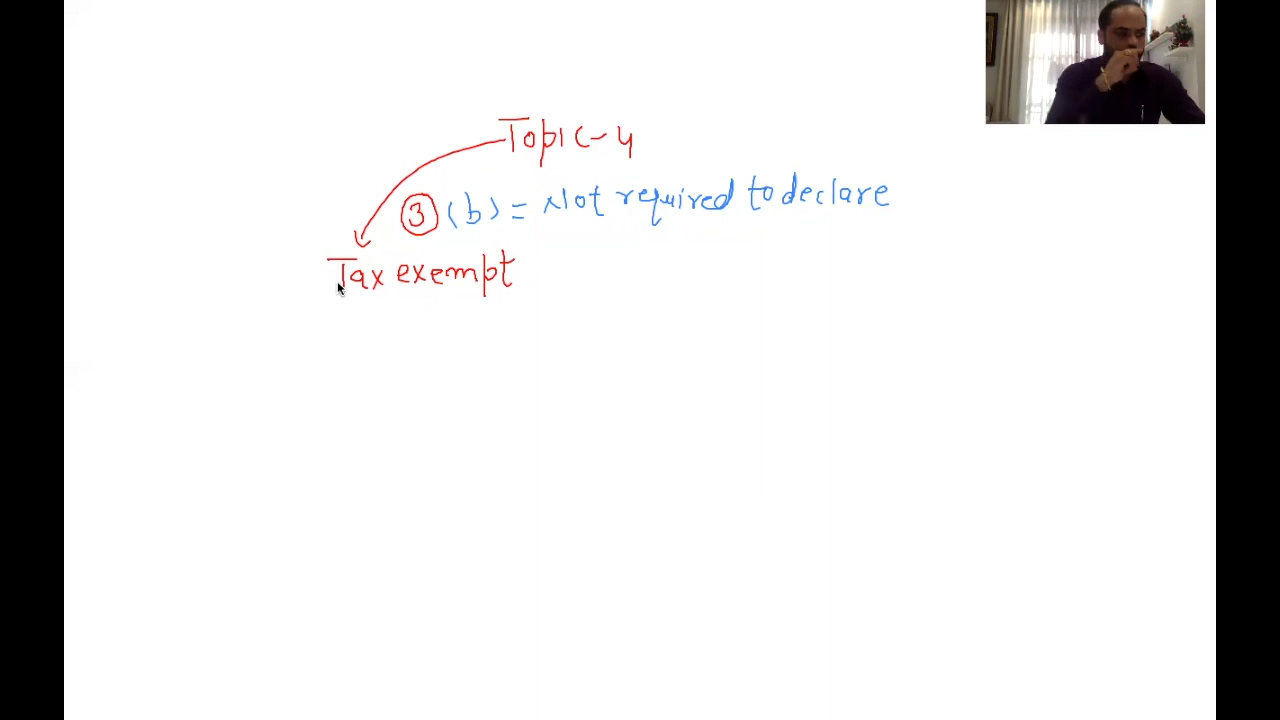 Topic-4
③ (b) = Not required to declare
Tax exempt